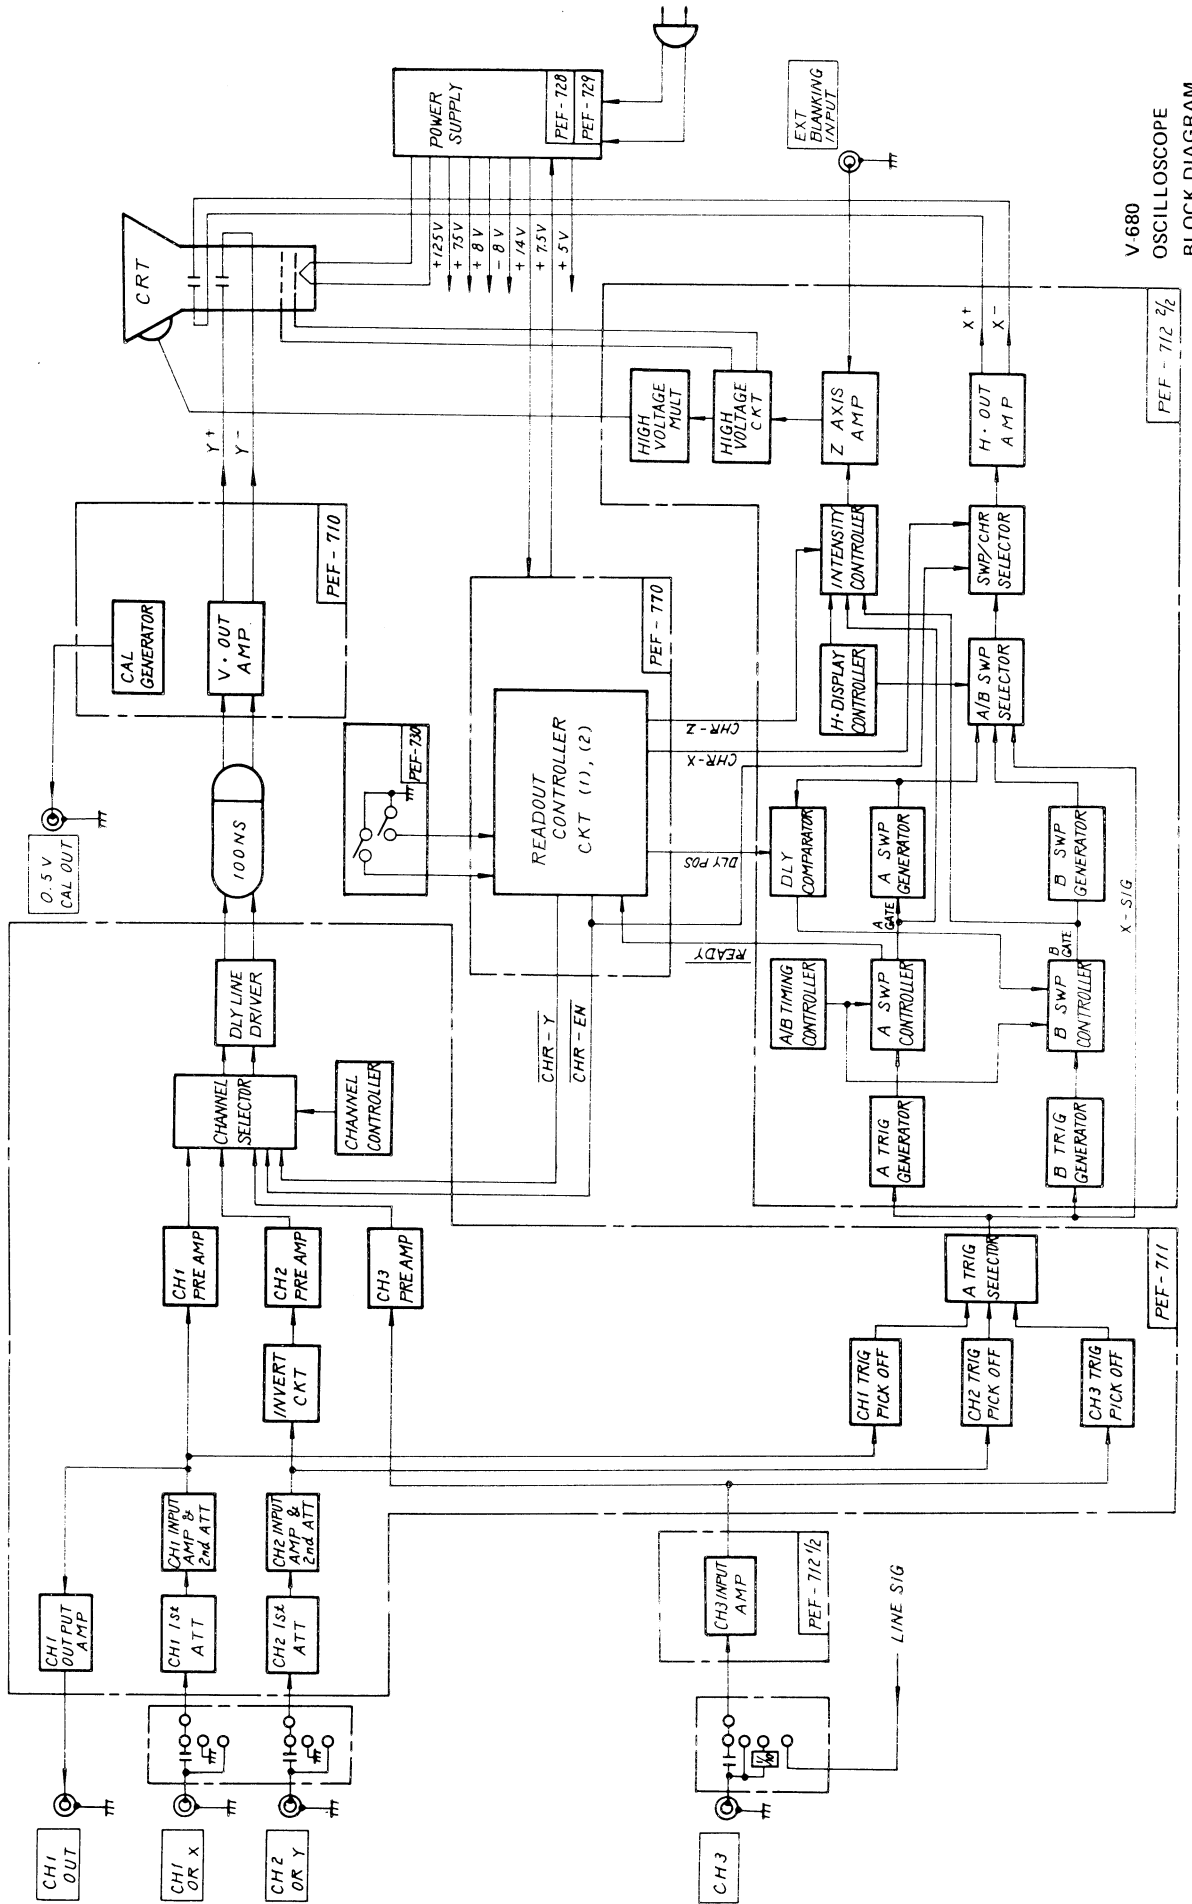 CH1
OUT
CH1
OR X
CH2
OR Y
CH1
OUTPUT
AMP
CH1 1st
ATT
CH2 1st
ATT
CH1 INPUT
AMP &
2nd ATT
CH2 INPUT
AMP &
2nd ATT
INVERT
CKT
CH1
PRE AMP
CH2
PRE AMP
CH3
PRE AMP
CHANNEL
SELECTOR
CHANNEL
CONTROLLER
DLY LINE
DRIVER
0.5V
CAL OUT
100NS
CAL
GENERATOR
V·OUT
AMP.
PEF-710
Y+
Y-
CRT
CH3
1/10
LINE SIG
CH3 INPUT
AMP
PEF-712 1/2
CHR-Y
CHR-EN
PEF-730
READOUT
CONTROLLER
CKT (1), (2)
PEF-770
READY
DLY POS
CHR-X
CHR-Z
+125V
+75V
+8V
-8V
+14V
+7.5V
+5V
POWER
SUPPLY
PEF-728
PEF-729
CH1 TRIG
PICK OFF
CH2 TRIG
PICK OFF
CH3 TRIG
PICK OFF
A TRIG
SELECTOR
PEF-711
A TRIG
GENERATOR
B TRIG
GENERATOR
A/B TIMING
CONTROLLER
A SWP
CONTROLLER
B SWP
CONTROLLER
A
GATE
B
GATE
DLY
COMPARATOR
A SWP
GENERATOR
B SWP
GENERATOR
X-SIG
H·DISPLAY
CONTROLLER
A/B SWP
SELECTOR
INTENSITY
CONTROLLER
SWP/CHR
SELECTOR
HIGH
VOLTAGE
MULT
HIGH
VOLTAGE
CKT
Z AXIS
AMP
H·OUT
AMP
X+
X-
PEF-712 2/2
EXT
BLANKING
INPUT
V-680
OSCILLOSCOPE
BLOCK DIAGRAM